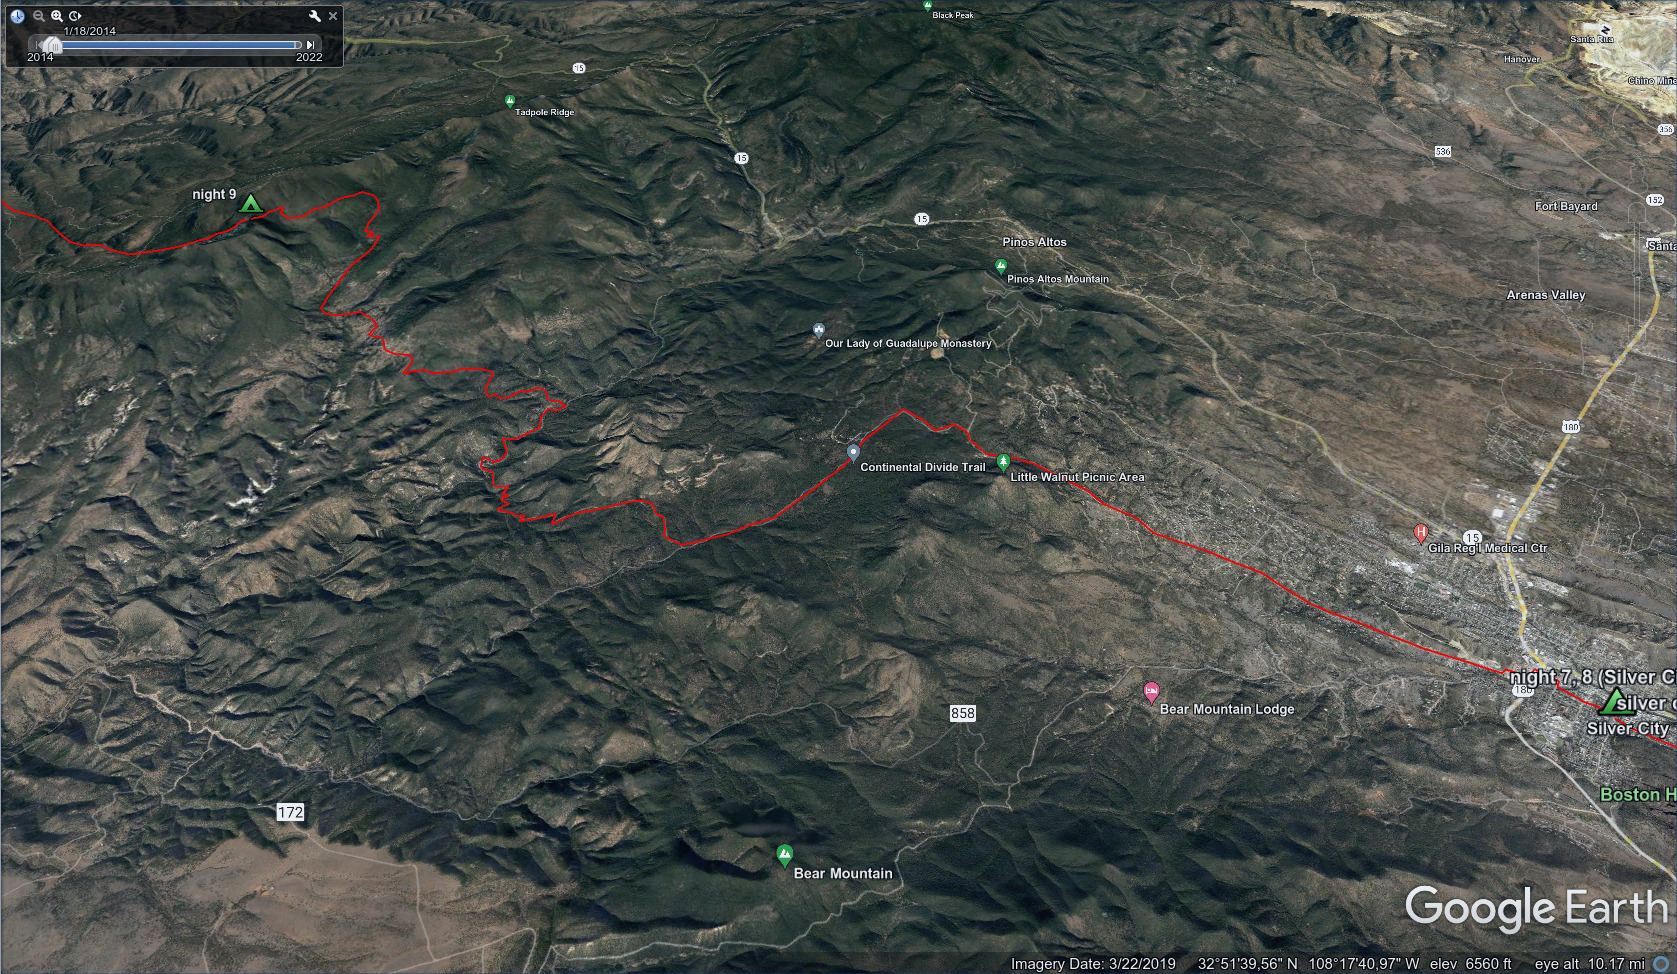 1/18/2014
2014
2022
Black Peak
Santa Rita
Hanover
Chino Mine
15
Tadpole Ridge
356
15
536
night 9
152
Fort Bayard
15
Pinos Altos
Santa
Pinos Altos Mountain
Arenas Valley
Our Lady of Guadalupe Monastery
180
Continental Divide Trail
Little Walnut Picnic Area
H
15
Gila Reg'l Medical Ctr
night 7, 8 (Silver C
180
silver c
Bear Mountain Lodge
858
Silver City
Boston H
172
Bear Mountain
Google Earth
Imagery Date: 3/22/2019 32°51'39,56" N 108°17'40,97" W elev 6560 ft eye alt 10.17 mi